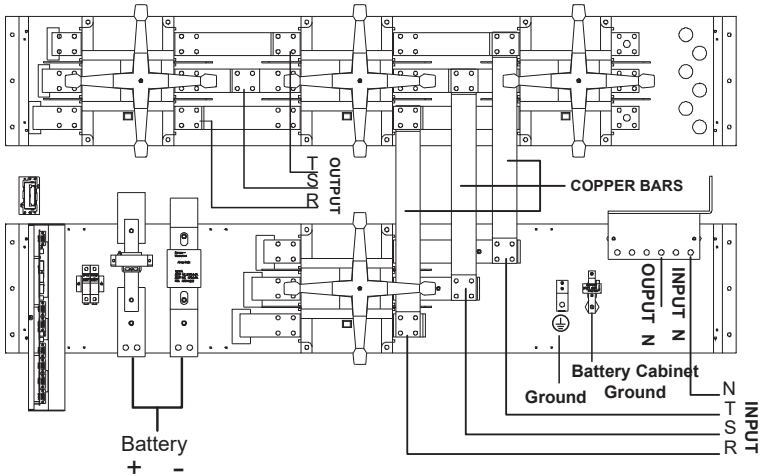 T
S
R
OUTPUT
COPPER BARS
OUPUT N
INPUT N
Ground
Battery Cabinet
Ground
N
T
S
R
INPUT
Battery
+ -